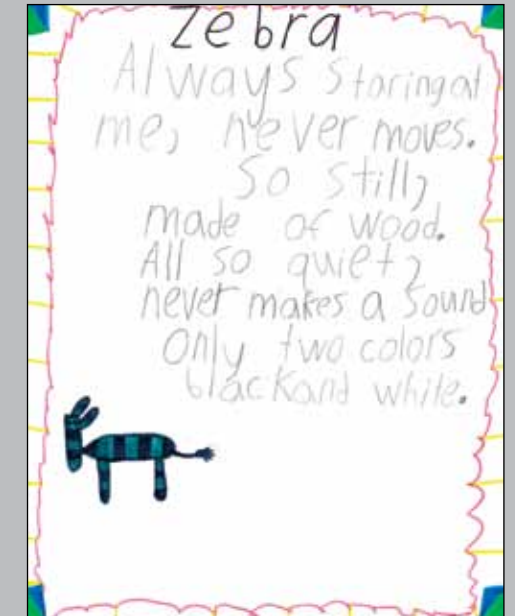 Zebra
Always staring at
me, never moves.
So still,
made of wood.
All so quiet,
never makes a sound
Only two colors
black and white.